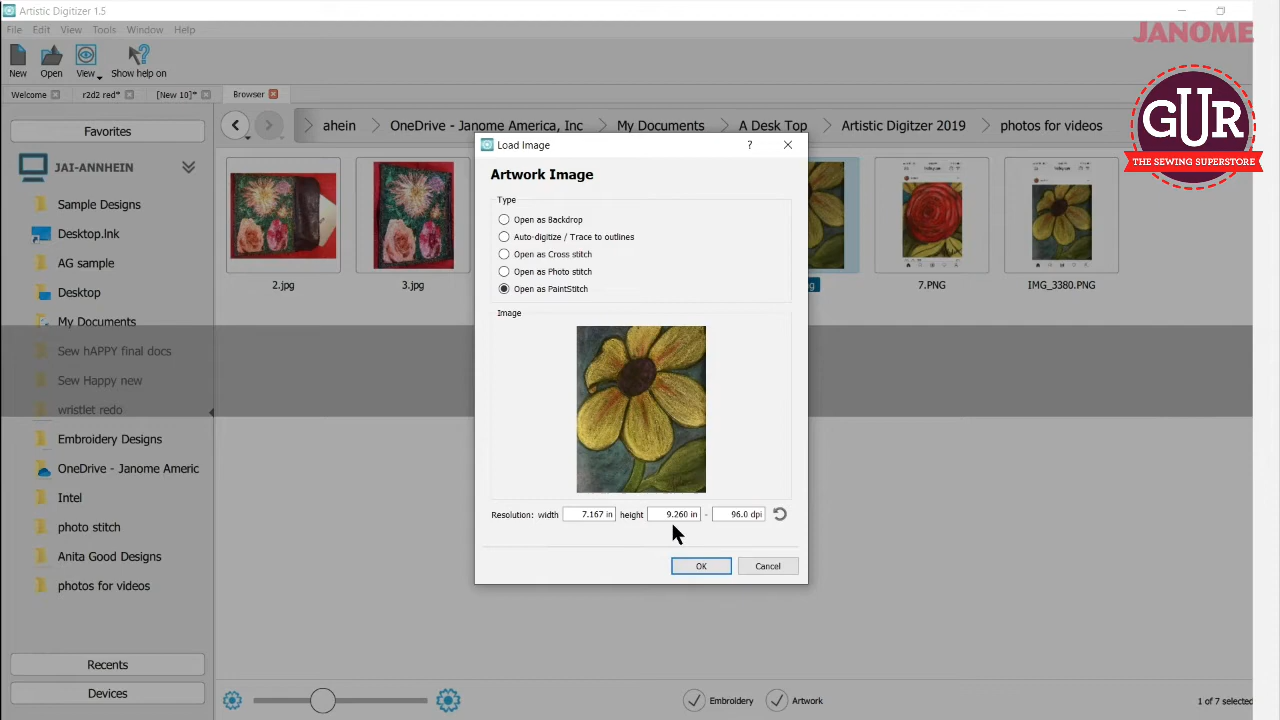 Artistic Digitizer 1.5
File Edit View Tools Window Help
JANOME
New Open View Show help on
GUR
THE SEWING SUPERSTORE
Welcome r2d2 red* [New 10]* Browser
Favorites
ahein OneDrive - Janome America, Inc My Documents A Desk Top Artistic Digitzer 2019 photos for videos
JAI-ANNHEIN
Sample Designs
Desktop.lnk
AG sample
Desktop
My Documents
Sew hAPPY final docs
Sew Happy new
wristlet redo
Embroidery Designs
OneDrive - Janome Americ
Intel
photo stitch
Anita Good Designs
photos for videos
Recents
Devices
2.jpg 3.jpg 7.PNG IMG_3380.PNG
Load Image ?
Artwork Image
Type
Open as Backdrop
Auto-digitize / Trace to outlines
Open as Cross stitch
Open as Photo stitch
Open as PaintStitch
Image
Resolution: width 7.167 in height 9.260 in - 96.0 dpi
OK Cancel
Embroidery Artwork 1 of 7 selected